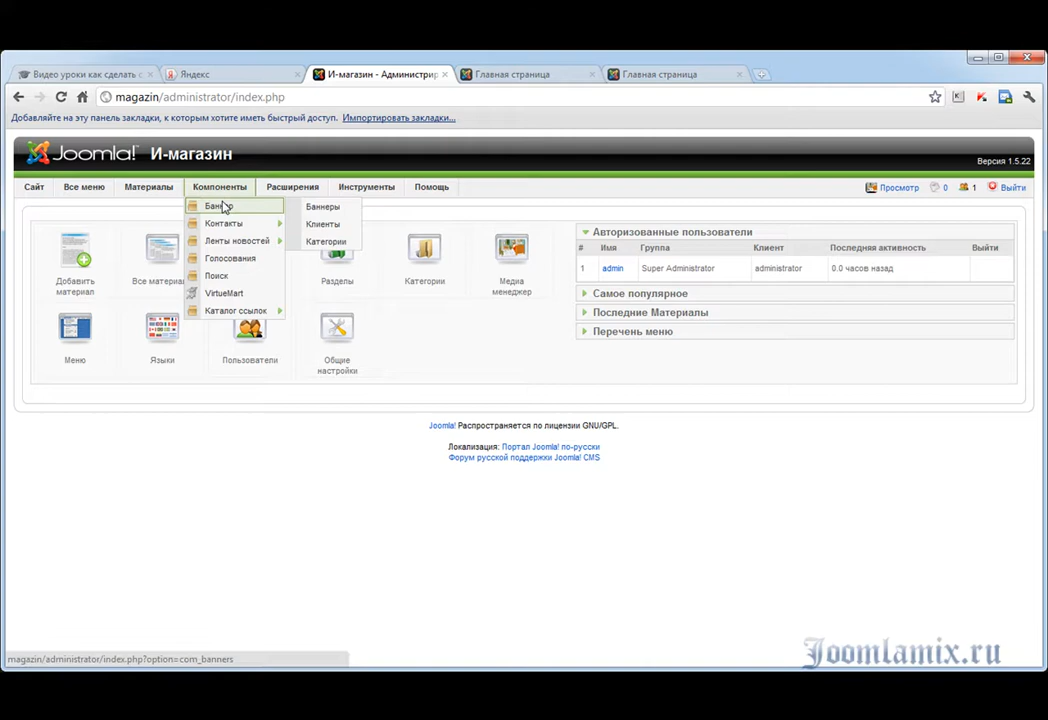 Видео уроки как сделать с
Яндекс
И-магазин - Администрир
Главная страница
Главная страница
magazin/administrator/index.php
Добавляйте на эту панель закладки, к которым хотите иметь быстрый доступ. Импортировать закладки...
Joomla! И-магазин
Версия 1.5.22
Сайт Все меню Материалы Компоненты Расширения Инструменты Помощь
Просмотр 0 1 Выйти
Баннер
Контакты
Ленты новостей
Голосования
Поиск
VirtueMart
Каталог ссылок
Баннеры
Клиенты
Категории
Добавить
материал
Все матери
Разделы
Категории
Медиа
менеджер
Меню
Языки
Пользователи
Общие
настройки
Авторизованные пользователи
# Имя Группа Клиент Последняя активность Выйти
1 admin Super Administrator administrator 0.0 часов назад
Самое популярное
Последние Материалы
Перечень меню
Joomla! Распространяется по лицензии GNU/GPL.
Локализация: Портал Joomla! по-русски
Форум русской поддержки Joomla! CMS
magazin/administrator/index.php?option=com_banners
Joomlamix.ru